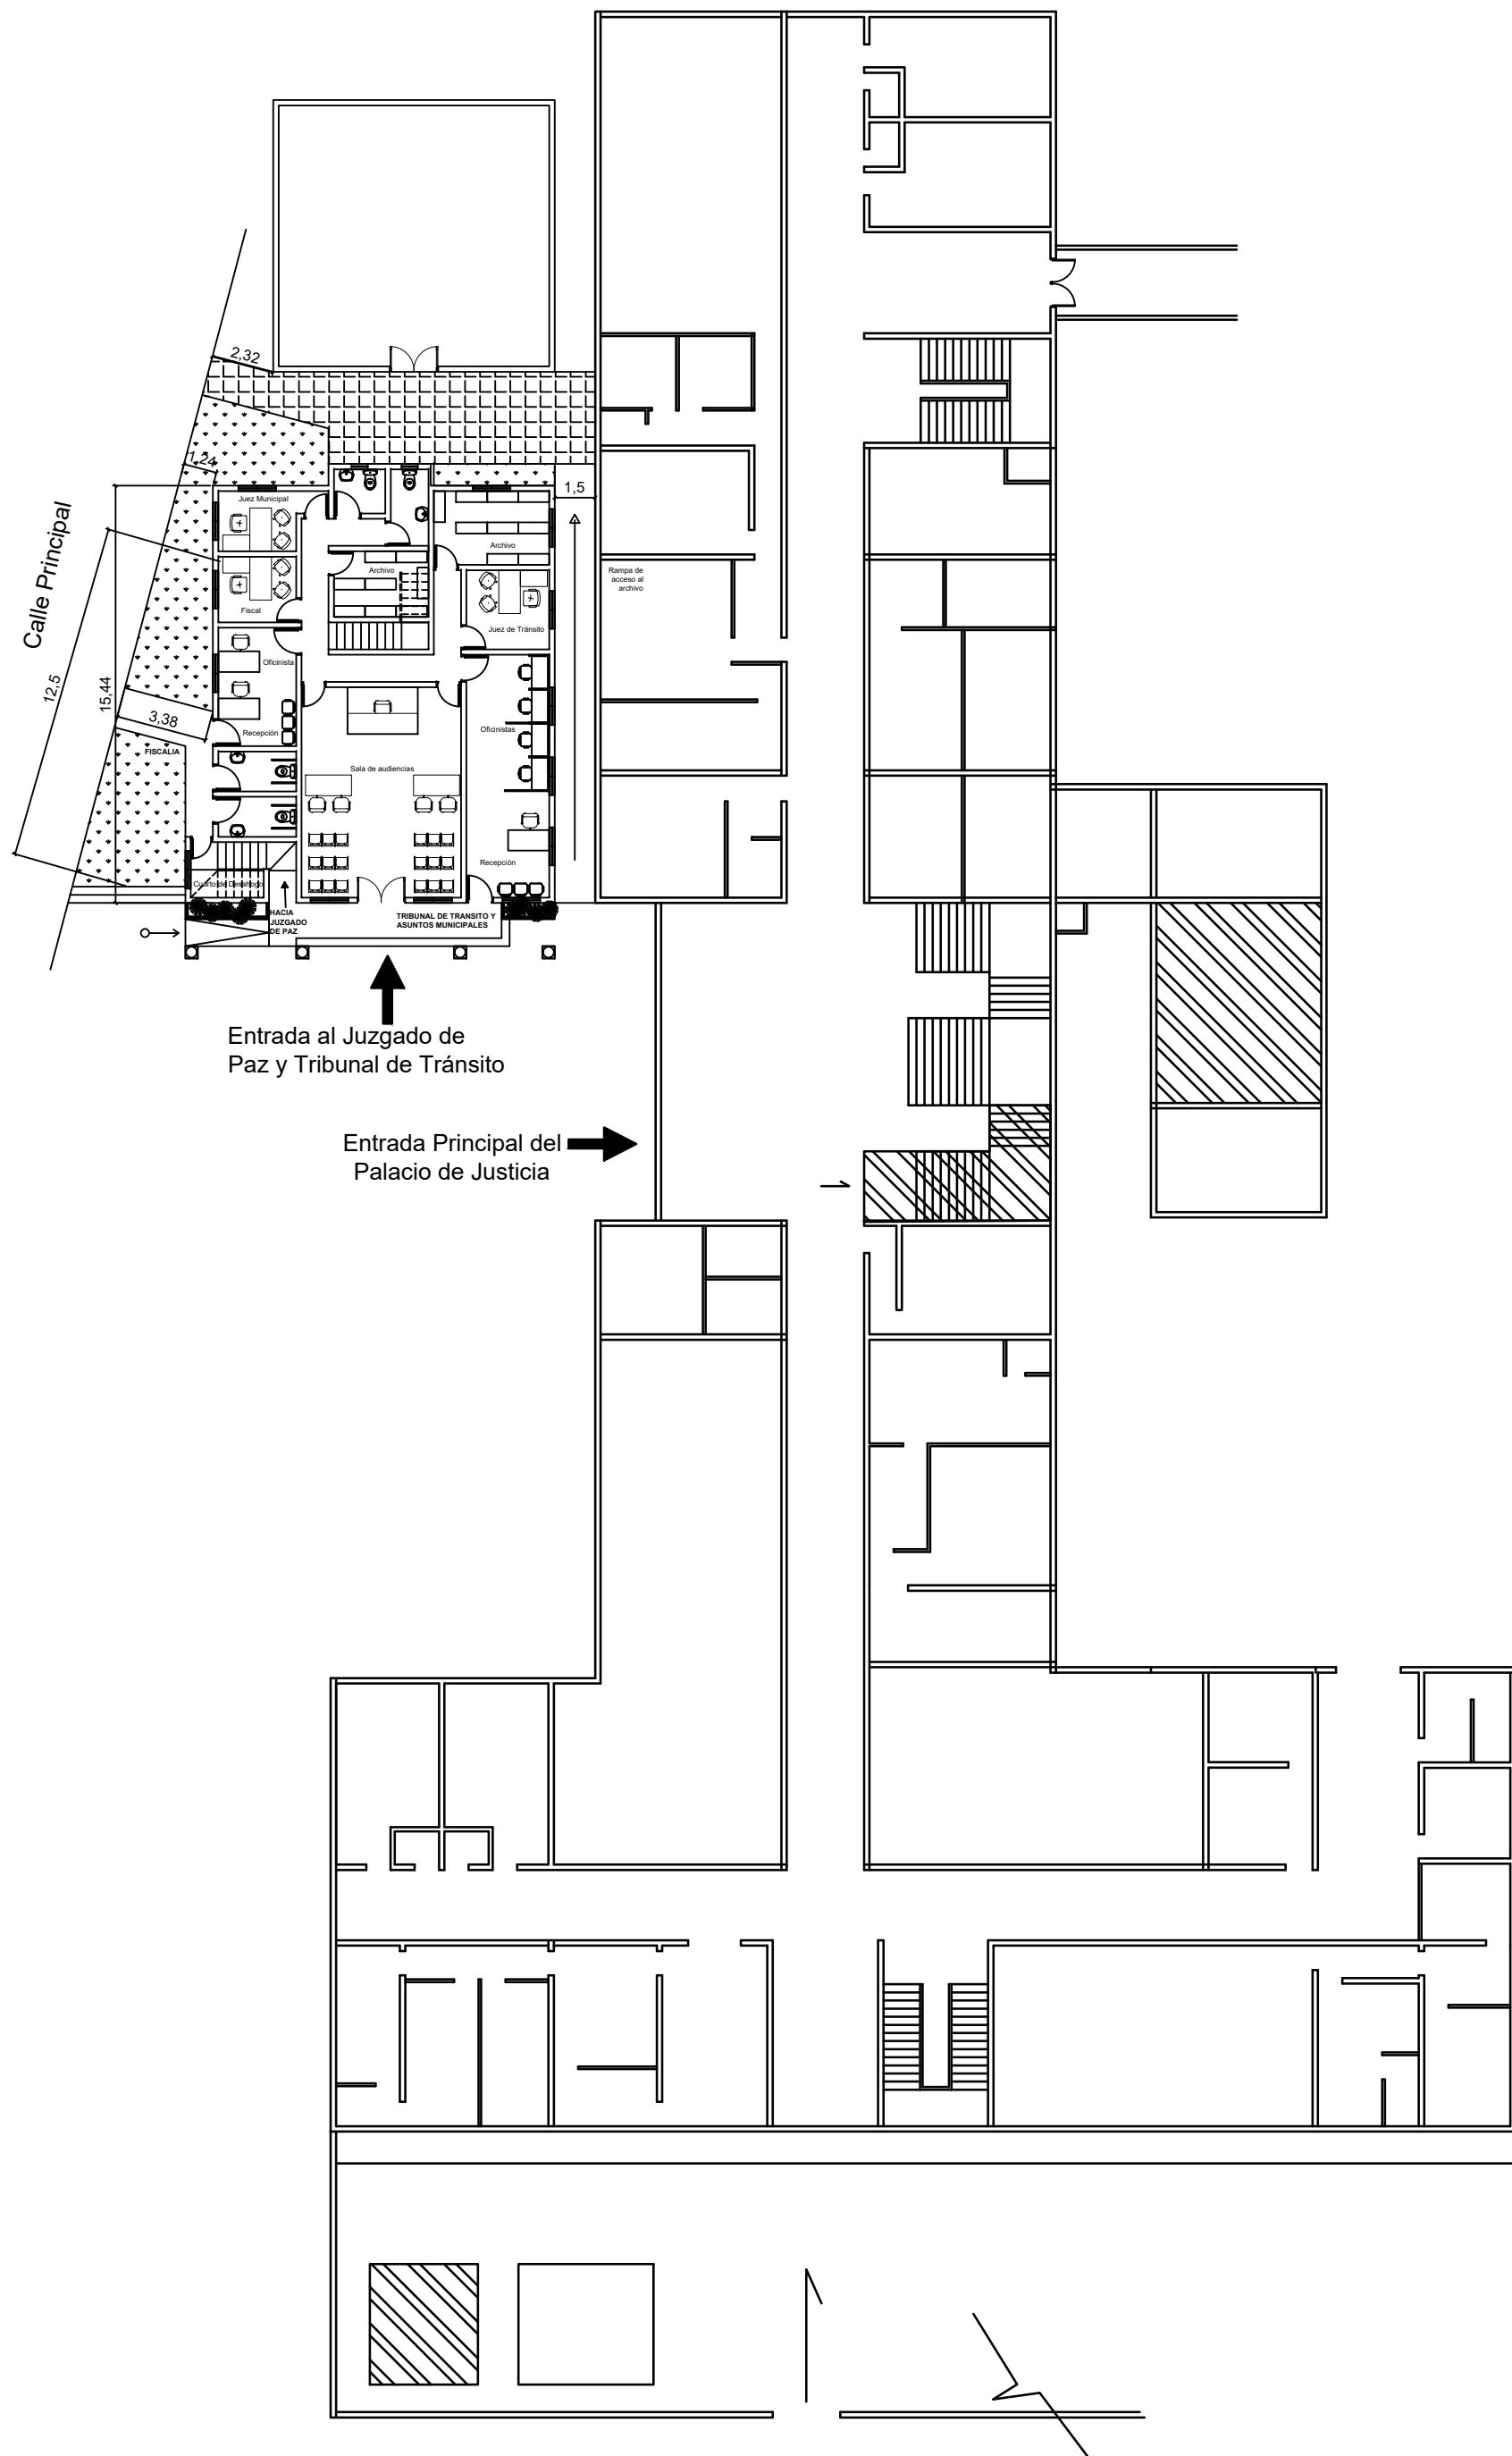 2,32
1,24
1,5
Calle Principal
12,5
15,44
3,38
Juez Municipal
Archivo
Archivo
Fiscal
Juez de Tránsito
Rampa de
acceso al
archivo
Oficinista
Oficinistas
Recepción
FISCALIA
Sala de audiencias
Recepción
Cuarto de Desahogo
HACIA
JUZGADO
DE PAZ
TRIBUNAL DE TRANSITO Y
ASUNTOS MUNICIPALES
Entrada al Juzgado de
Paz y Tribunal de Tránsito
Entrada Principal del
Palacio de Justicia